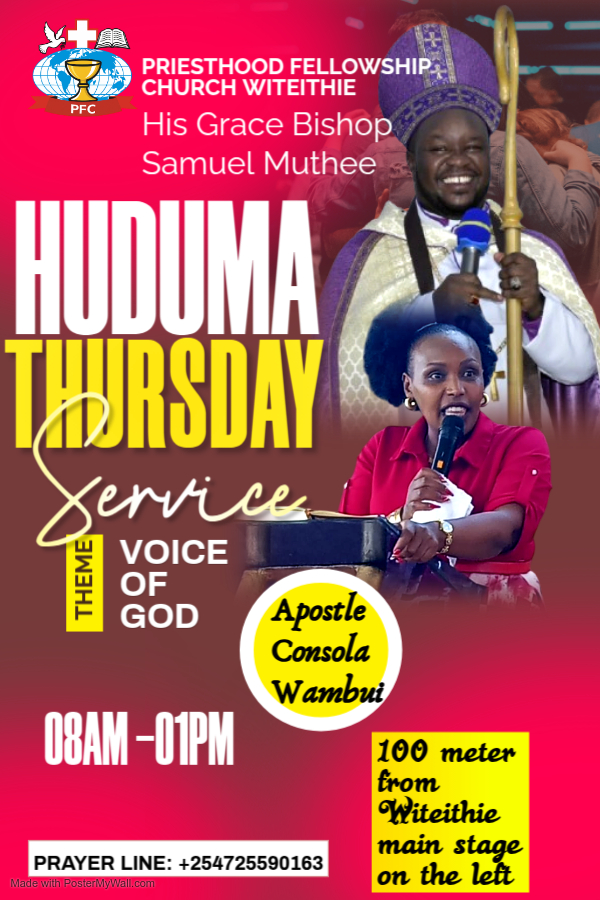 PFC
PRIESTHOOD FELLOWSHIP
CHURCH WITEITHIE
His Grace Bishop
Samuel Muthee
HUDUMA
THURSDAY
Service
THEME
VOICE
OF
GOD
Apostle
Consola
Wambui
08AM -01PM
100 meter
from
Witeithie
main stage
on the left
PRAYER LINE: +254725590163
Made with PosterMyWall.com